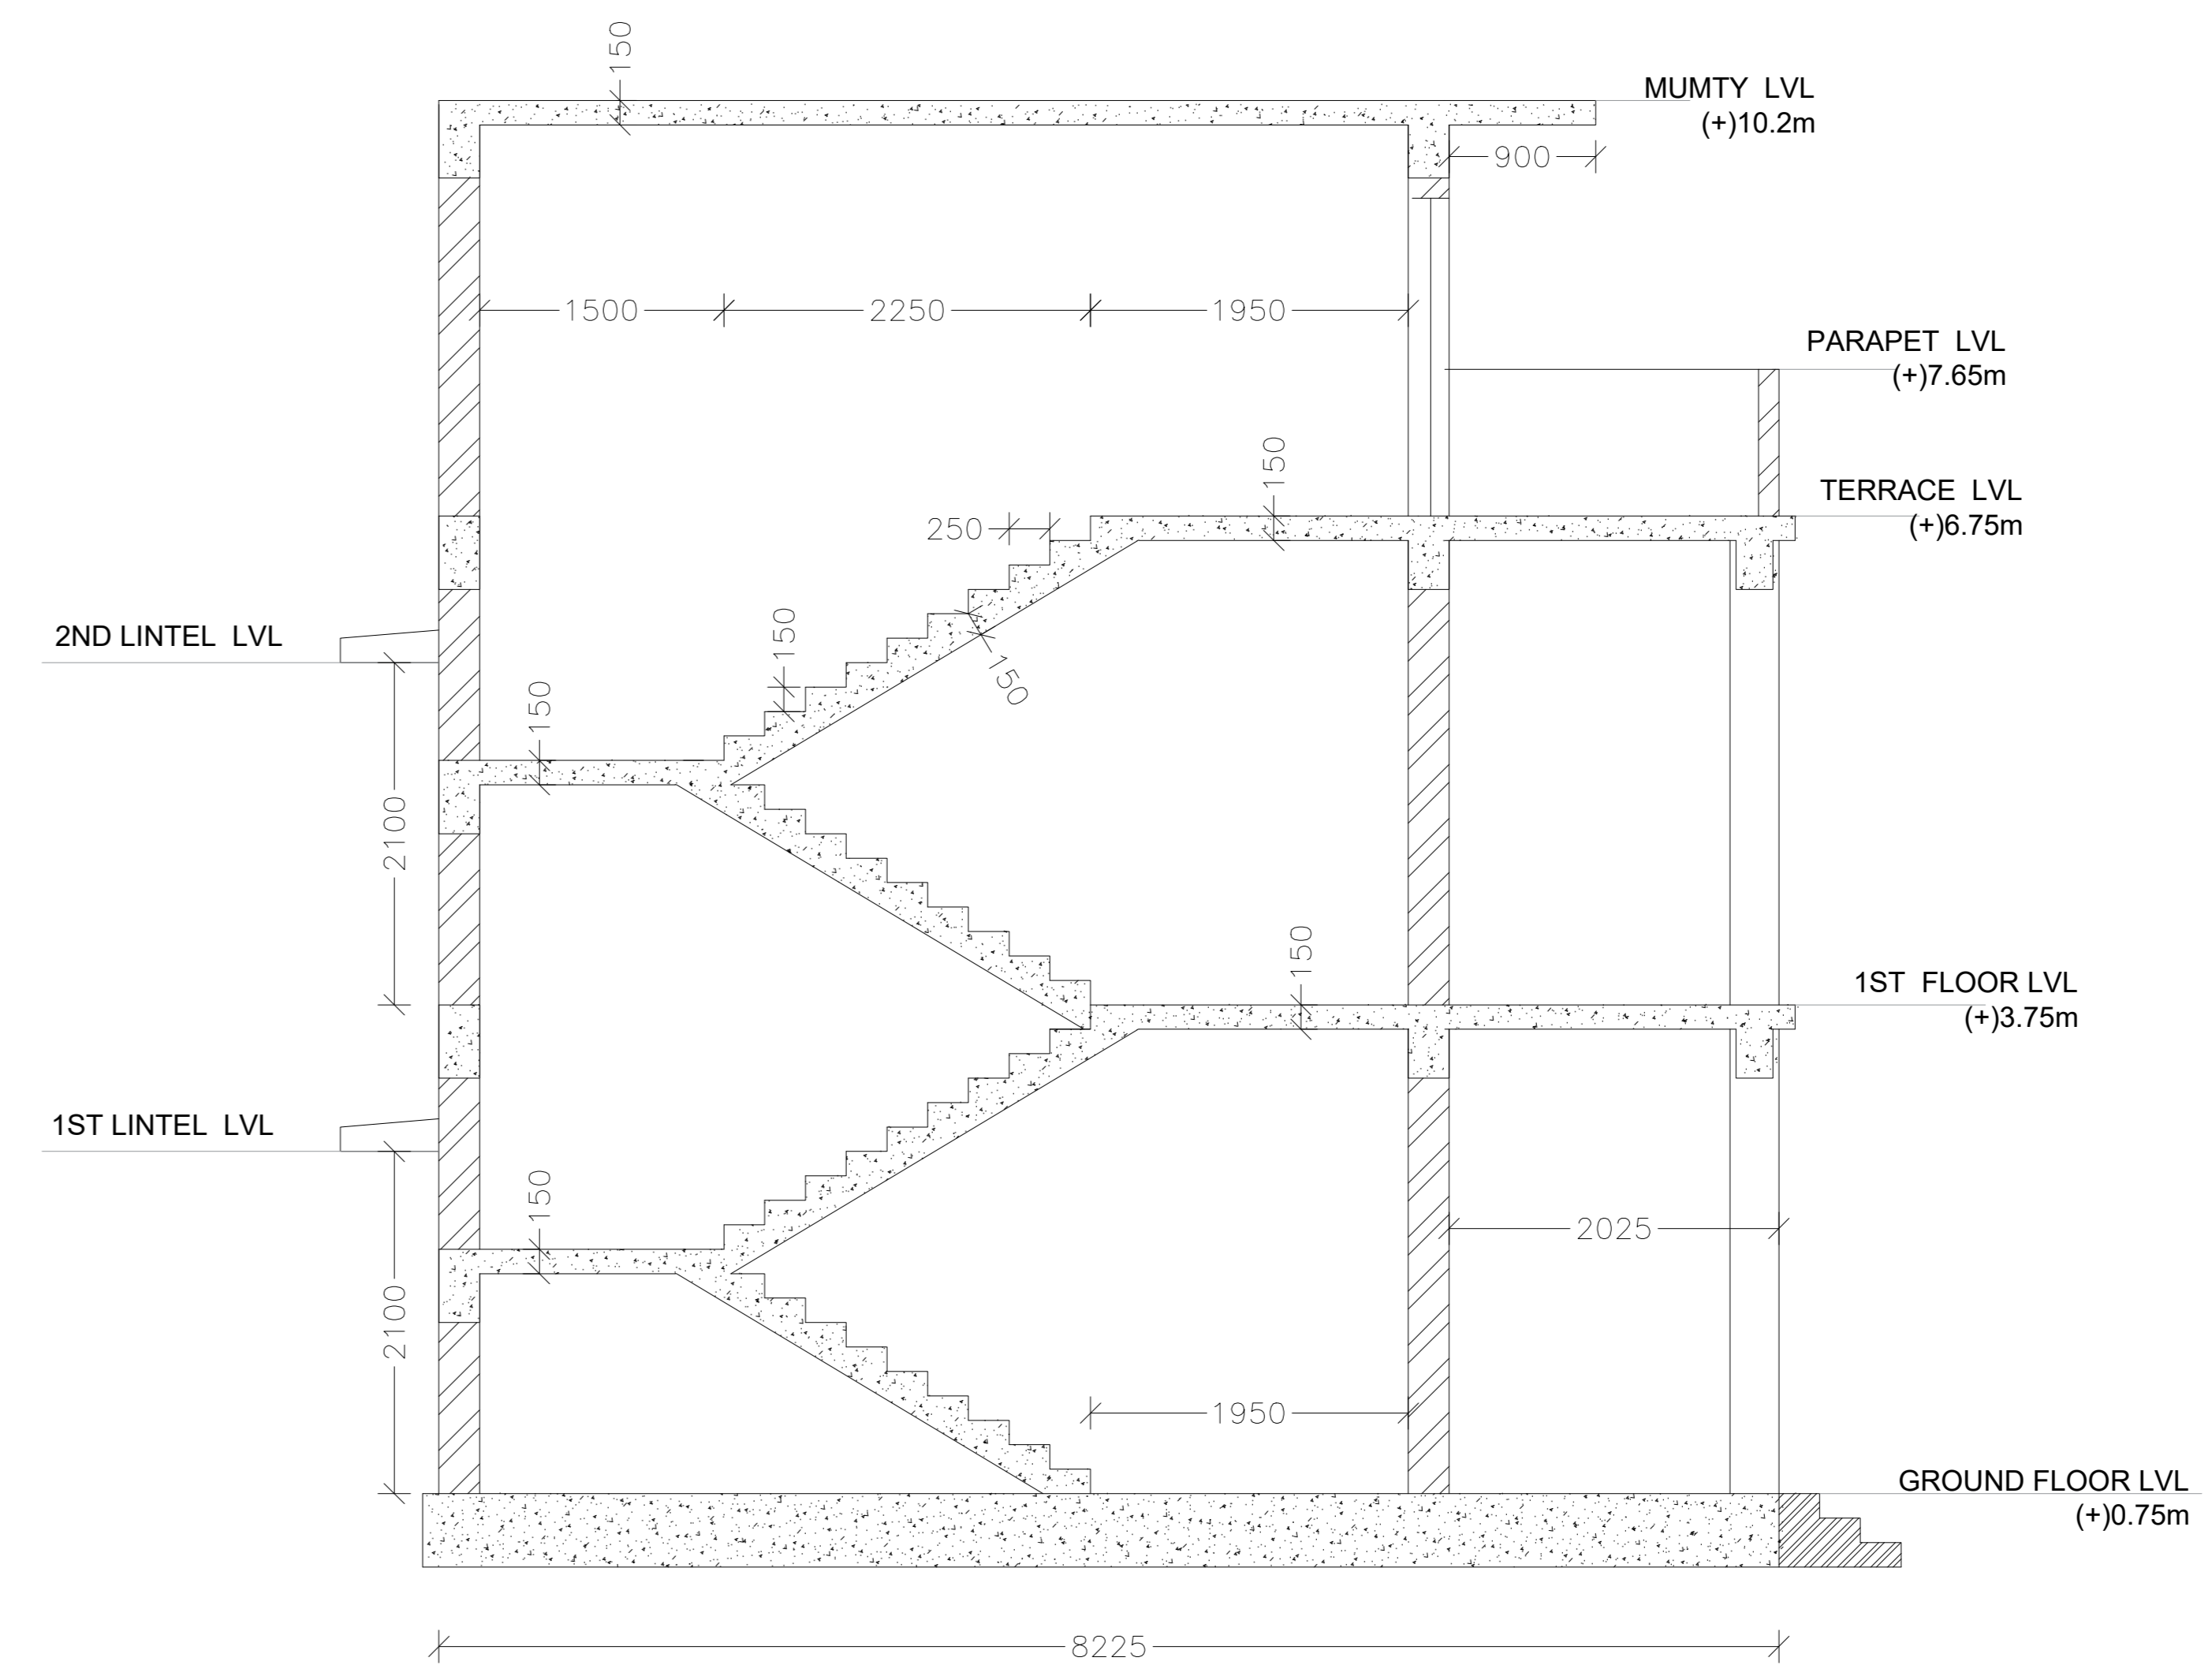 150
MUMTY LVL
(+)10.2m
900
1500
2250
1950
PARAPET LVL
(+)7.65m
150
250
TERRACE LVL
(+)6.75m
2ND LINTEL LVL
150
150
150
2100
150
1ST FLOOR LVL
(+)3.75m
1ST LINTEL LVL
150
2025
2100
1950
GROUND FLOOR LVL
(+)0.75m
8225